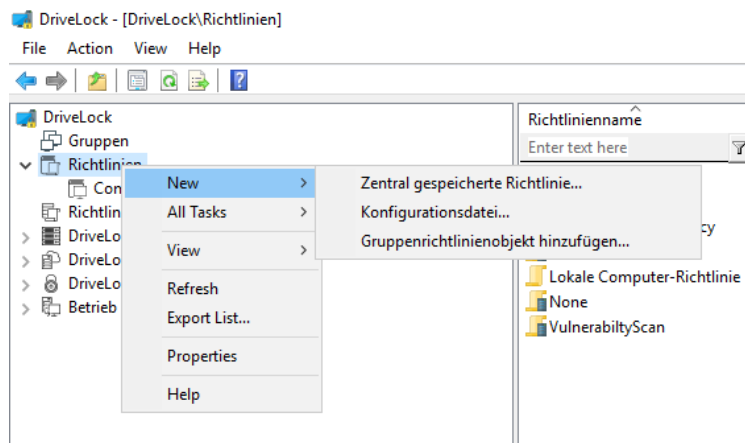 DriveLock - [DriveLock\Richtlinien]
File Action View Help
DriveLock
Gruppen
Richtlinien
Con
Richtlin
DriveLo
DriveLo
DriveLo
Betrieb
New
All Tasks
View
Refresh
Export List...
Properties
Help
Zentral gespeicherte Richtlinie...
Konfigurationsdatei...
Gruppenrichtlinienobjekt hinzufügen...
Richtlinienname
Enter text here
cy
Lokale Computer-Richtlinie
None
VulnerabiltyScan